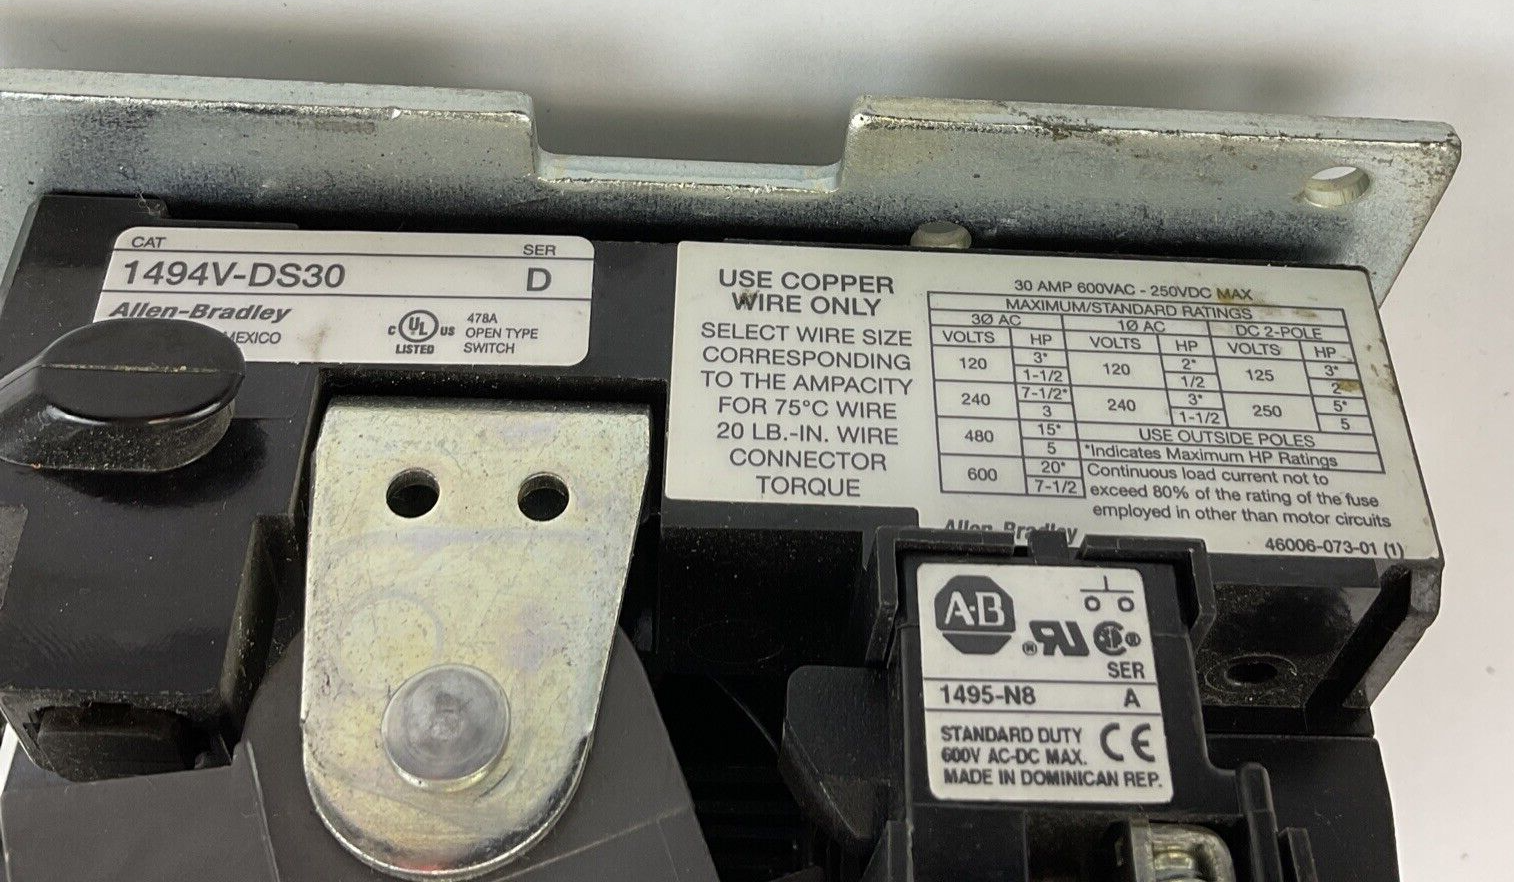 CAT SER
1494V-DS30 D
Allen-Bradley
MEXICO
C UL US
LISTED
478A
OPEN TYPE
SWITCH
USE COPPER
WIRE ONLY
SELECT WIRE SIZE
CORRESPONDING
TO THE AMPACITY
FOR 75°C WIRE
20 LB.-IN. WIRE
CONNECTOR
TORQUE
30 AMP 600VAC - 250VDC MAX
MAXIMUM/STANDARD RATINGS
3Ø AC 1Ø AC DC 2-POLE
VOLTS HP VOLTS HP VOLTS HP
120 3* 120 2* 125 3*
1-1/2 1/2 2
240 7-1/2* 240 3* 250 5*
3 1-1/2 5
480 15* USE OUTSIDE POLES
5 *Indicates Maximum HP Ratings
600 20* Continuous load current not to
7-1/2 exceed 80% of the rating of the fuse
employed in other than motor circuits
Allen-Bradley
46006-073-01 (1)
A-B
SER
1495-N8 A
STANDARD DUTY
600V AC-DC MAX. CE
MADE IN DOMINICAN REP.